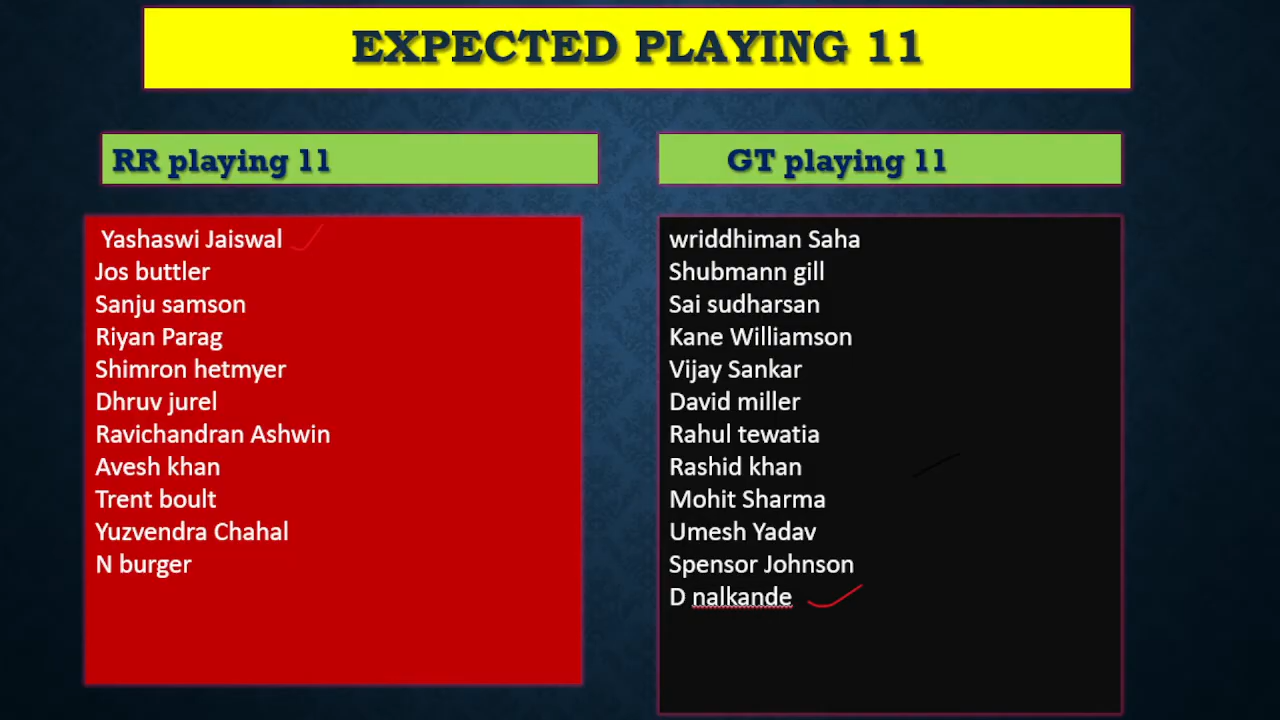 EXPECTED PLAYING 11
RR playing 11
Yashaswi Jaiswal
Jos buttler
Sanju samson
Riyan Parag
Shimron hetmyer
Dhruv jurel
Ravichandran Ashwin
Avesh khan
Trent boult
Yuzvendra Chahal
N burger
GT playing 11
wriddhiman Saha
Shubmann gill
Sai sudharsan
Kane Williamson
Vijay Sankar
David miller
Rahul tewatia
Rashid khan
Mohit Sharma
Umesh Yadav
Spensor Johnson
D nalkande